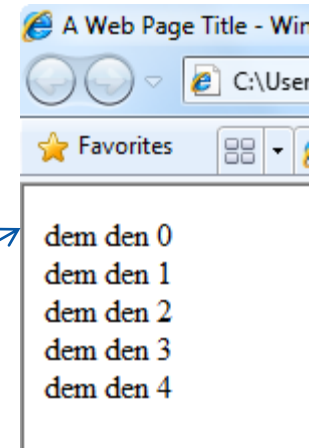 A Web Page Title - Win
C:\User
Favorites
dem den 0
dem den 1
dem den 2
dem den 3
dem den 4